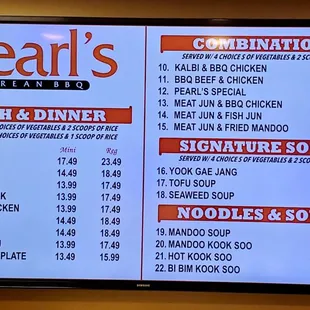 earl's
REAN BBQ
H & DINNER
OICES OF VEGETABLES & 2 SCOOPS OF RICE
HOICES OF VEGETABLES & 1 SCOOP OF RICE
Mini Reg
17.49 23.49
14.49 18.49
13.99 17.49
K 13.99 17.49
CKEN 13.99 17.49
14.49 18.49
14.49 18.49
13.99 17.49
PLATE 13.49 15.99
COMBINATIO
SERVED W/ 4 CHOICE S OF VEGETABLES & 2 S
10. KALBI & BBQ CHICKEN
11. BBQ BEEF & CHICKEN
12. PEARL'S SPECIAL
13. MEAT JUN & BBQ CHICKEN
14. MEAT JUN & FISH JUN
15. MEAT JUN & FRIED MANDOO
SIGNATURE SO
SERVED W/ 4 CHOICE S OF VEGETABLES & 2 S
16. YOOK GAE JANG
17. TOFU SOUP
18. SEAWEED SOUP
NOODLES & SO
19. MANDOO SOUP
20. MANDOO KOOK SOO
21. HOT KOOK SOO
22. BI BIM KOOK SOO
SAMSUNG